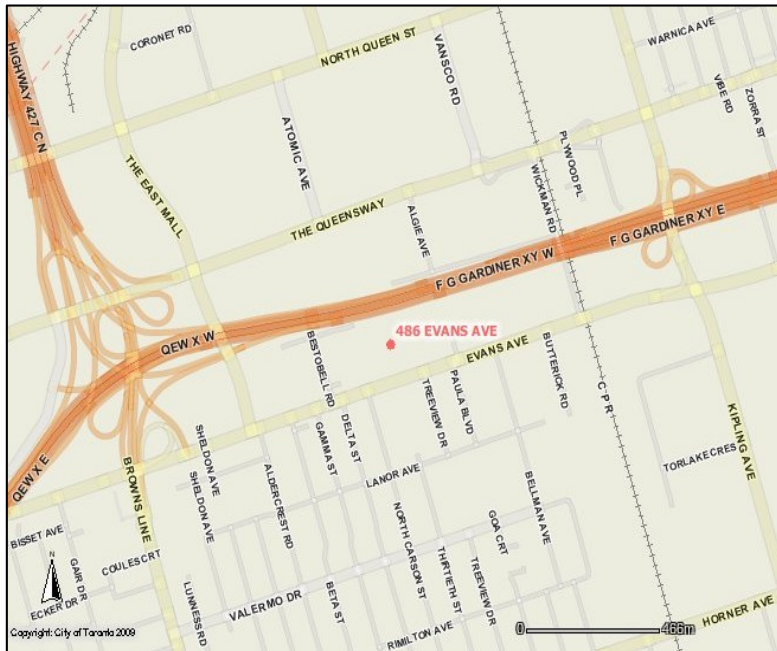 HIGHWAY 427 C N
CORONET RD
NORTH QUEEN ST
VANSCO RD
WARNICA AVE
VIBE RD
ZORRA ST
ATOMIC AVE
THE EAST MALL
PLYWOOD PL
WICKMAN RD
THE QUEENSWAY
ALGIE AVE
F G GARDINER XY W
F G GARDINER XY E
QEW X W
486 EVANS AVE
EVANS AVE
BESTOBELL RD
TREEVIEW DR
PAULA BLVD
BUTTERICK RD
C P R
KIPLING AVE
QEW X E
BROWNS LINE
SHELDON AVE
SHELDON AVE
ALDERCREST RD
GAMMA ST
DELTA ST
LANOR AVE
BELLMAN AVE
TORLAKE CRES
BISSET AVE
GAIR DR
COULES CRT
ECKER DR
LUNNESS RD
VALERMO DR
BETA ST
NORTH CARSON ST
THIRTIETH ST
TREEVIEW DR
GOA CRT
RIMILTON AVE
HORNER AVE
N
Copyright: City of Toronto 2009
0 466m